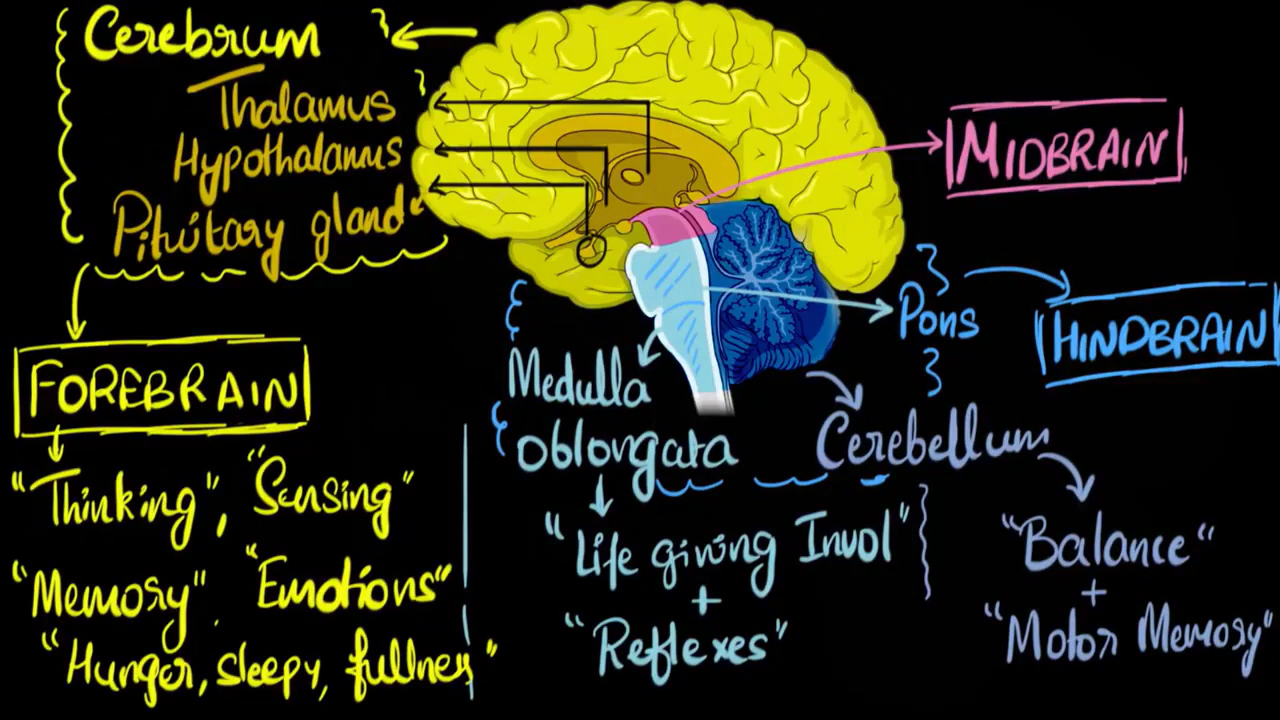 Cerebrum
Thalamus
Hypothalamus
Pituitary gland
FOREBRAIN
"Thinking", "Sensing"
"Memory" "Emotions"
"Hunger, sleepy, fullness"
MIDBRAIN
Pons
HINDBRAIN
Medulla
oblongata
"Life giving Invol"
+
"Reflexes"
Cerebellum
"Balance"
+
"Motor Memory"